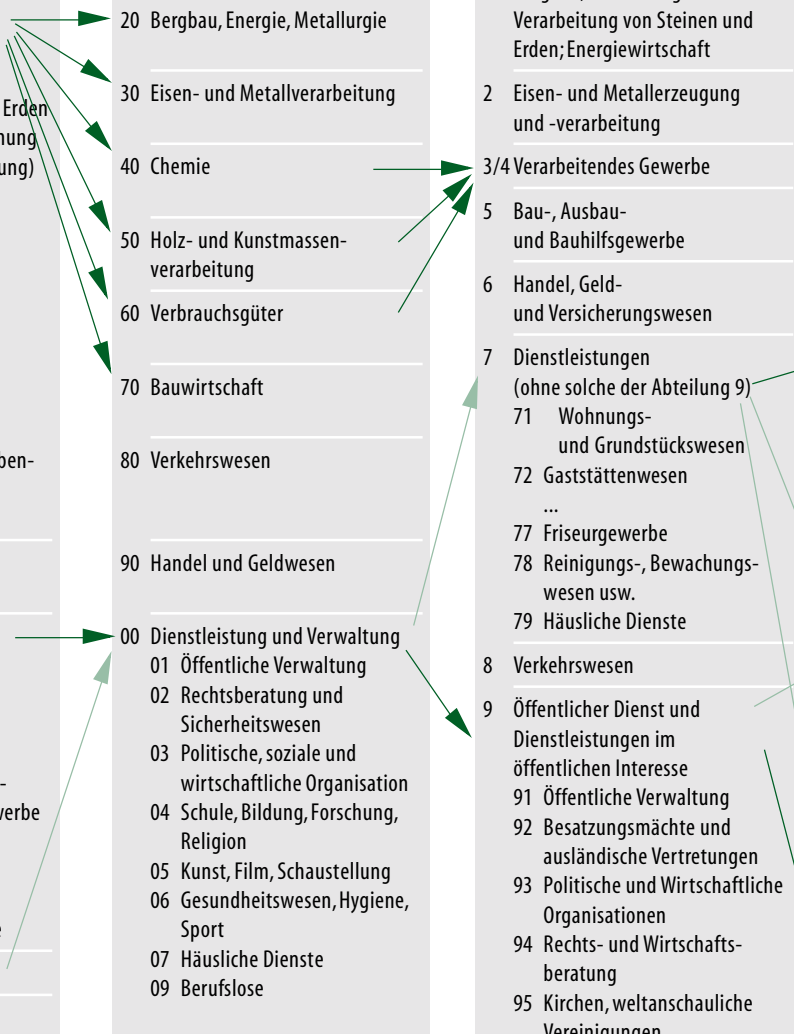 Erden
ung)
20 Bergbau, Energie, Metallurgie
30 Eisen- und Metallverarbeitung
40 Chemie
50 Holz- und Kunstmassen-
verarbeitung
60 Verbrauchsgüter
70 Bauwirtschaft
80 Verkehrswesen
90 Handel und Geldwesen
00 Dienstleistung und Verwaltung
01 Öffentliche Verwaltung
02 Rechtsberatung und
Sicherheitswesen
03 Politische, soziale und
wirtschaftliche Organisation
04 Schule, Bildung, Forschung,
Religion
05 Kunst, Film, Schaustellung
06 Gesundheitswesen, Hygiene,
Sport
07 Häusliche Dienste
09 Berufslose
Verarbeitung von Steinen und
Erden; Energiewirtschaft
2 Eisen- und Metallerzeugung
und -verarbeitung
3/4 Verarbeitendes Gewerbe
5 Bau-, Ausbau-
und Bauhilfsgewerbe
6 Handel, Geld-
und Versicherungswesen
7 Dienstleistungen
(ohne solche der Abteilung 9)
71 Wohnungs-
und Grundstückswesen
72 Gaststättenwesen
...
77 Friseurgewerbe
78 Reinigungs-, Bewachungs-
wesen usw.
79 Häusliche Dienste
8 Verkehrswesen
9 Öffentlicher Dienst und
Dienstleistungen im
öffentlichen Interesse
91 Öffentliche Verwaltung
92 Besatzungsmächte und
ausländische Vertretungen
93 Politische und Wirtschaftliche
Organisationen
94 Rechts- und Wirtschafts-
beratung
95 Kirchen, weltanschauliche
Vereinigungen